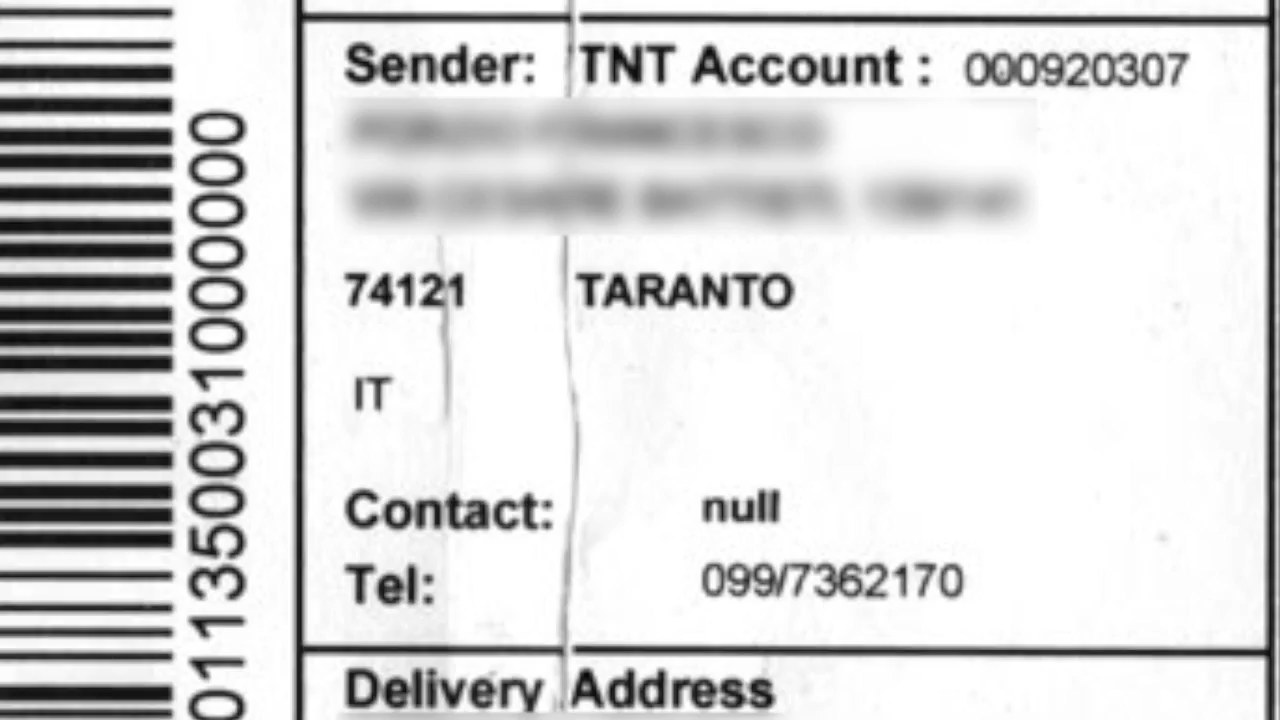 Sender: TNT Account : 000920307
74121 TARANTO
IT
Contact: null
Tel: 099/7362170
Delivery Address
01135003100000